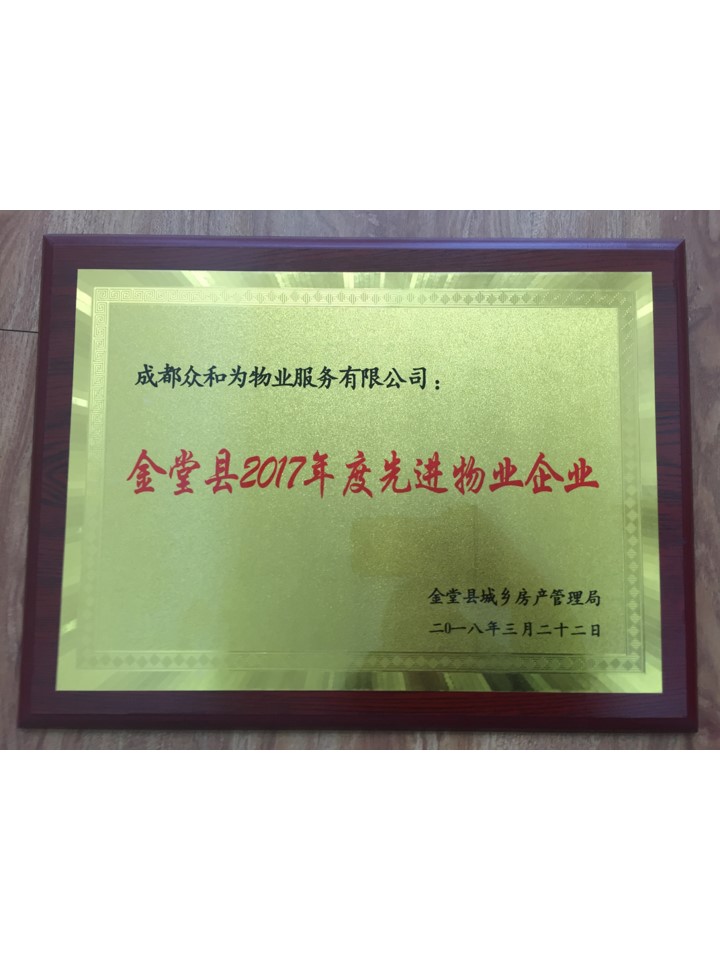 成都众和为物业服务有限公司：
金堂县2017年度先进物业企业
金堂县城乡房产管理局
二0一八年三月二十二日